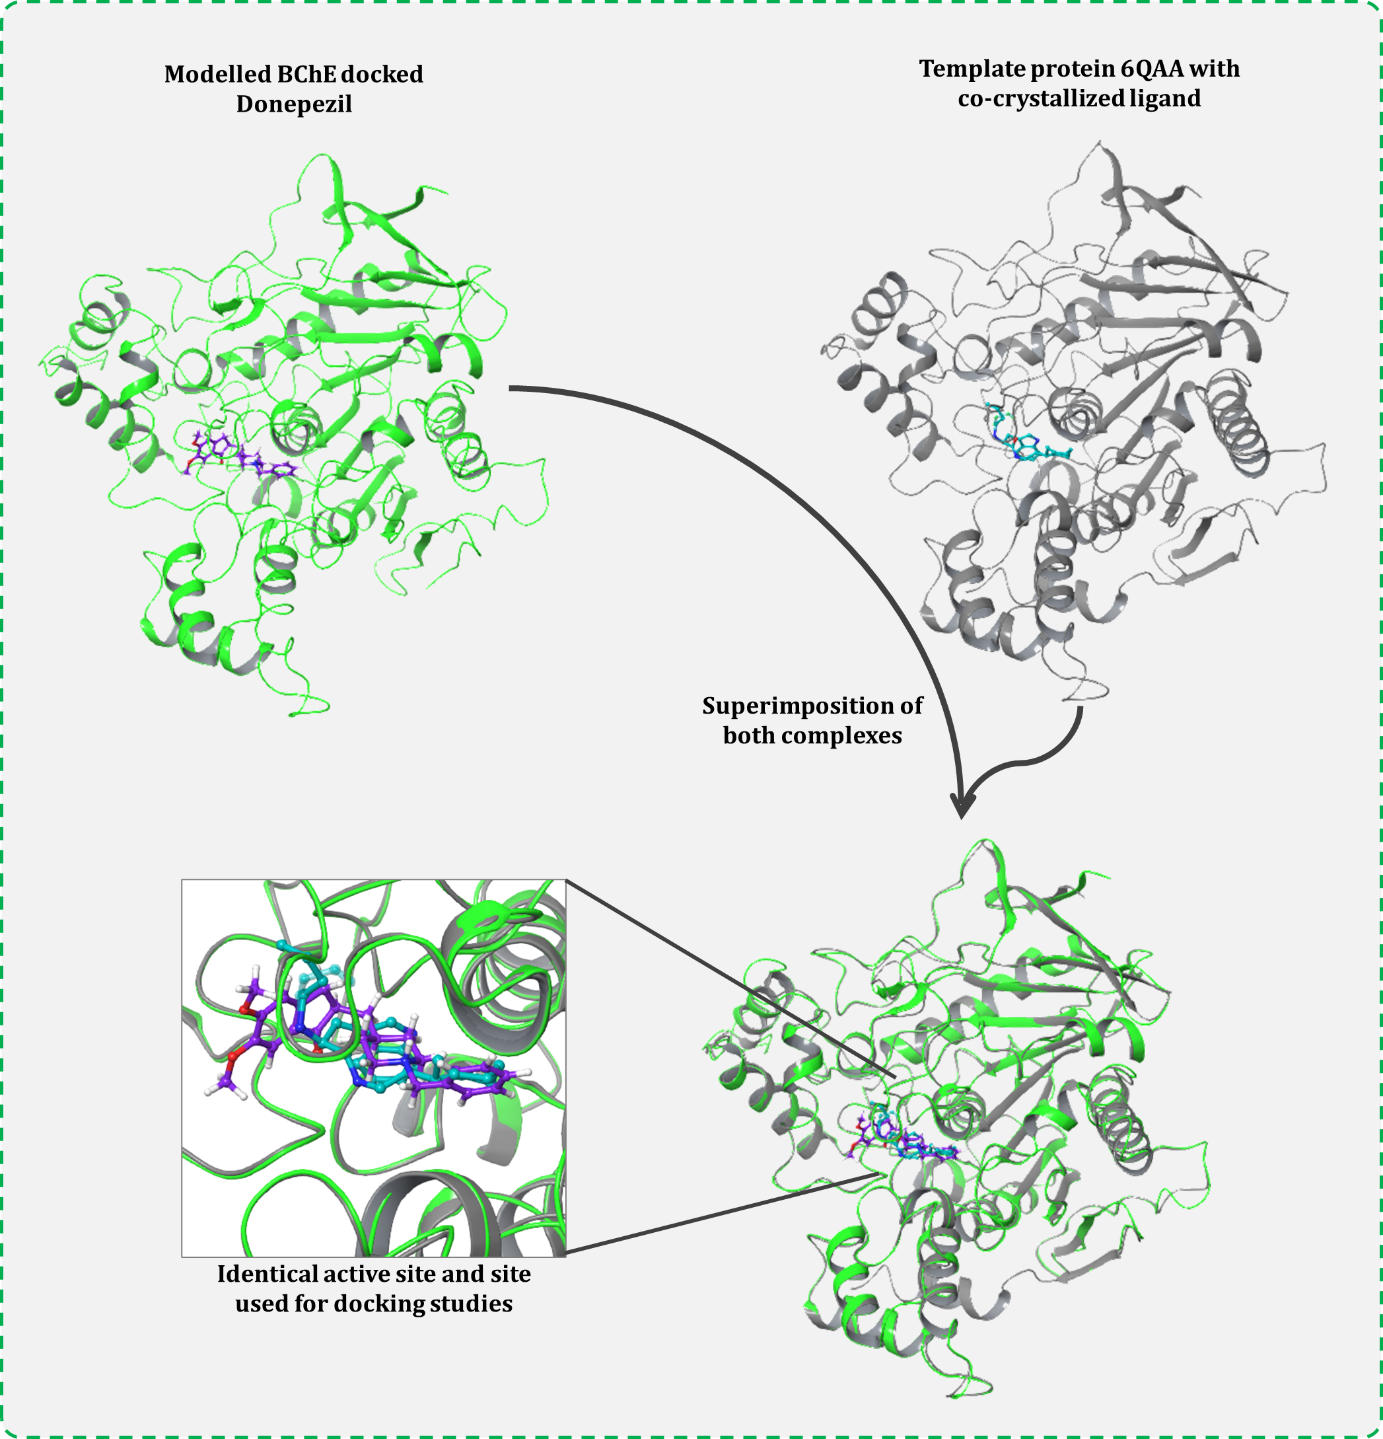 Modelled BChE docked
Donepezil
Template protein 6QAA with
co-crystallized ligand
Superimposition of
both complexes
Identical active site and site
used for docking studies